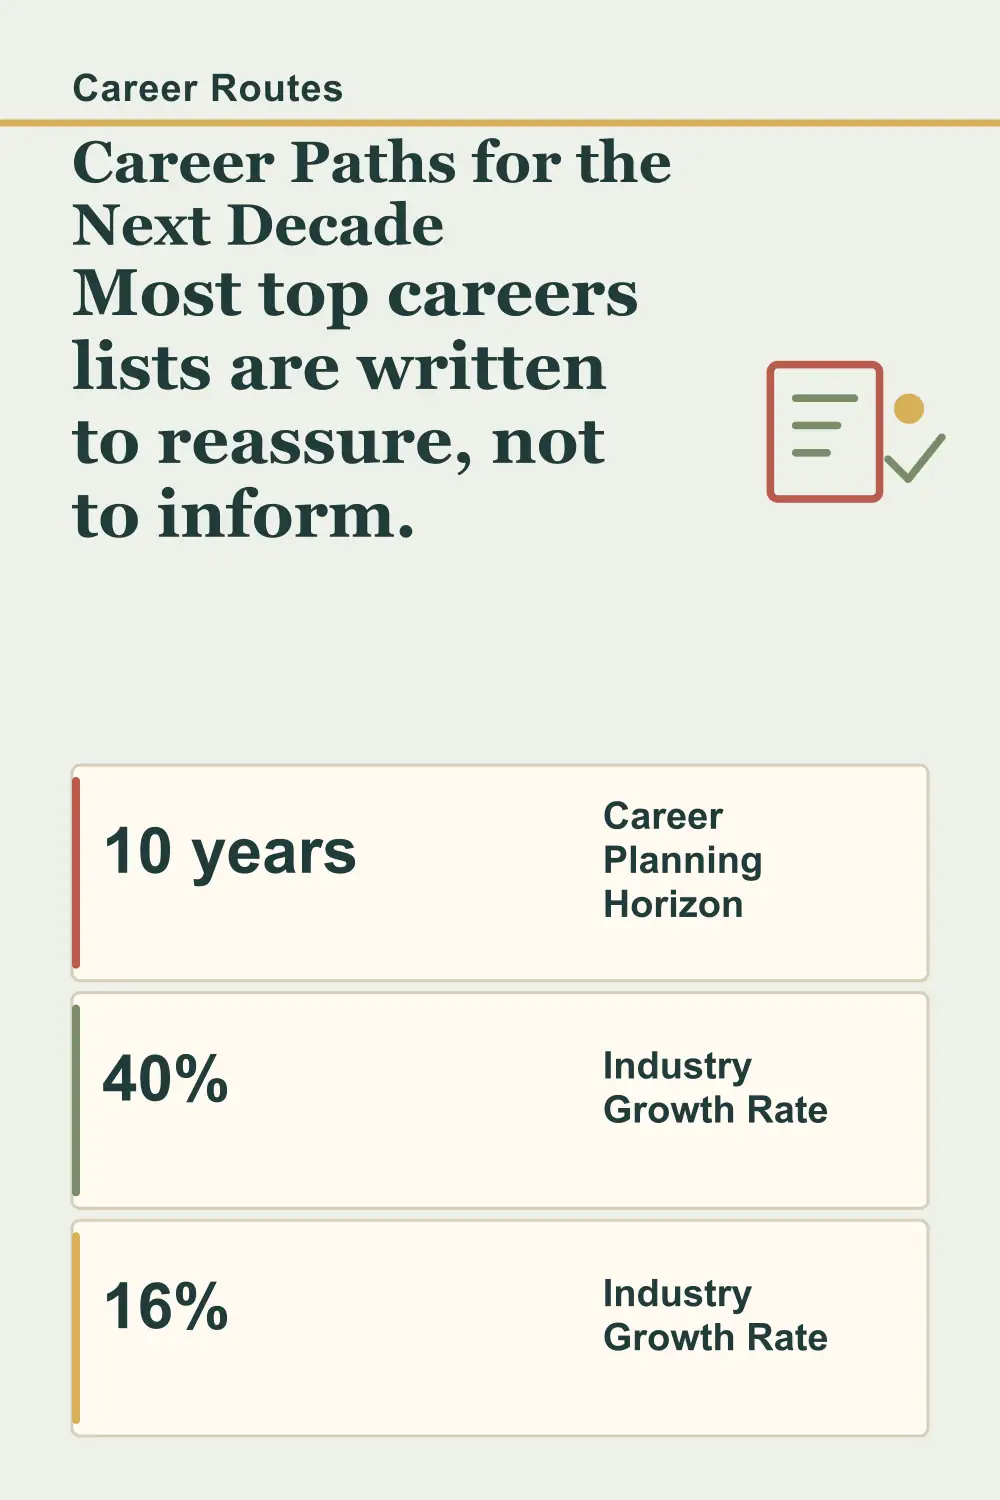 Career Routes
Career Paths for the
Next Decade
Most top careers
lists are written
to reassure, not
to inform.
10 years
Career
Planning
Horizon
40%
Industry
Growth Rate
16%
Industry
Growth Rate